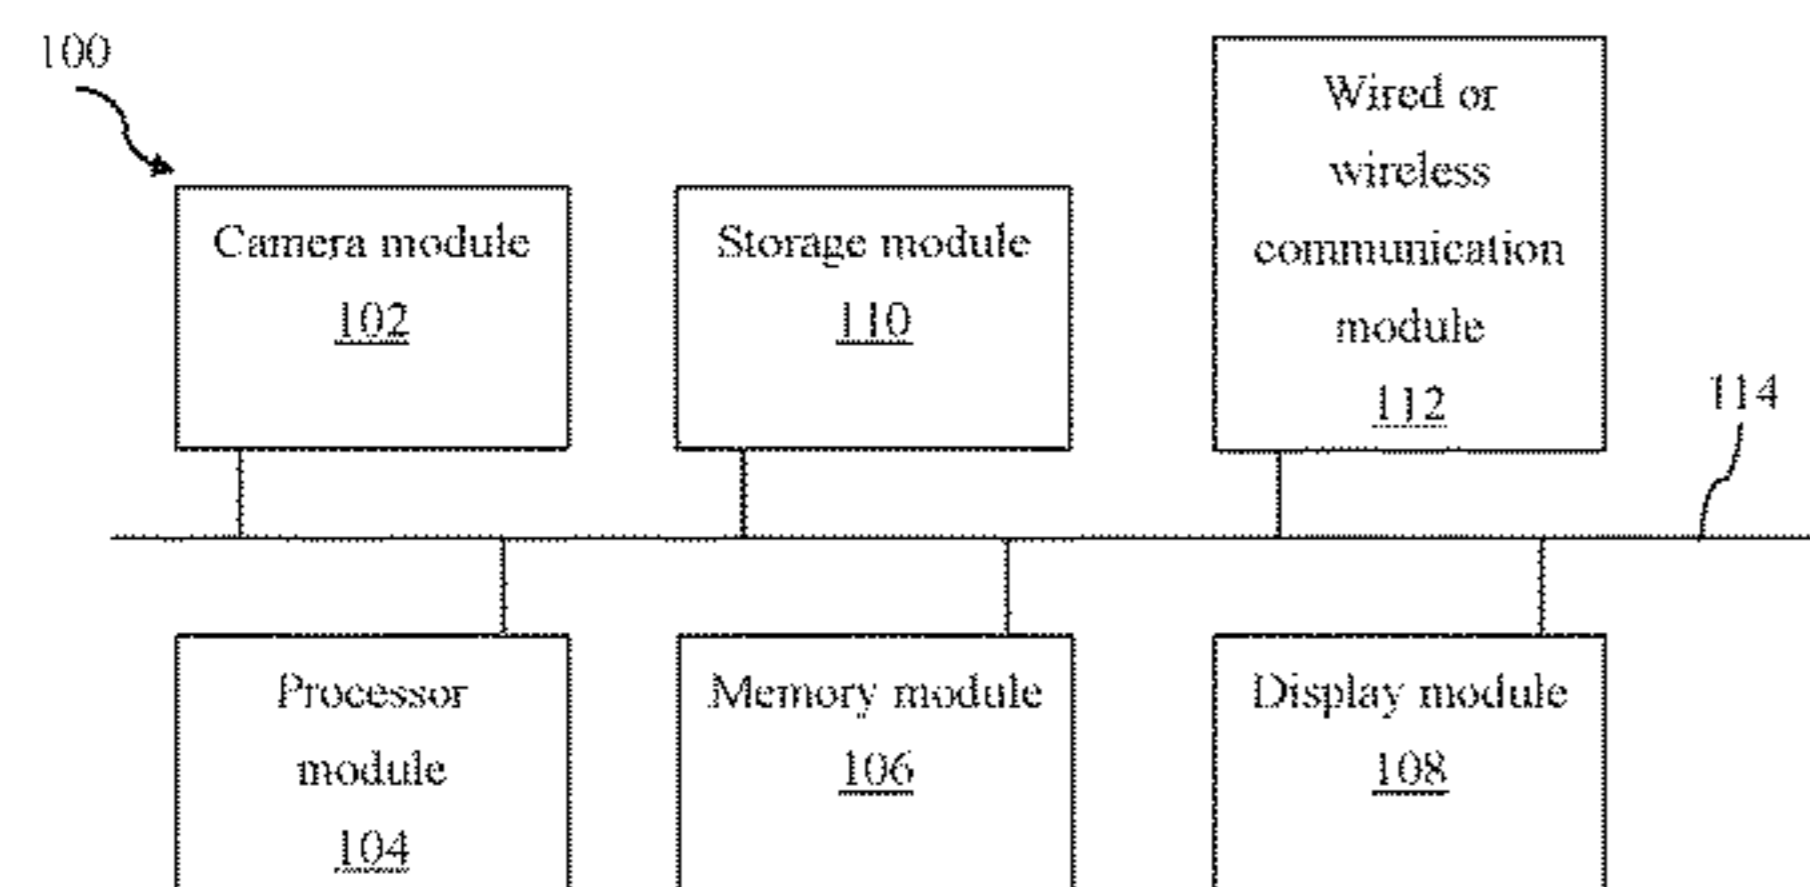 100
Camera module
102
Storage module
110
Wired or
wireless
communication
module
112
114
Processor
module
104
Memory module
106
Display module
108